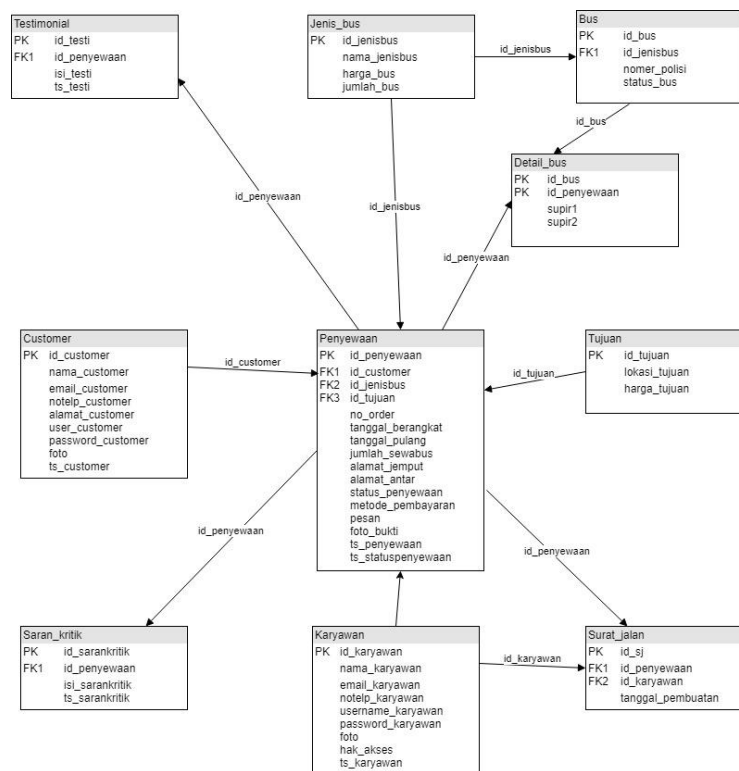 Testimonial
PK id_testi
FK1 id_penyewaan
isi_testi
ts_testi
Jenis_bus
PK id_jenisbus
nama_jenisbus
harga_bus
jumlah_bus
id_jenisbus
Bus
PK id_bus
FK1 id_jenisbus
nomer_polisi
status_bus
id_bus
Detail_bus
PK id_bus
PK id_penyewaan
supir1
supir2
id_penyewaan
id_jenisbus
id_penyewaan
Customer
PK id_customer
nama_customer
email_customer
notelp_customer
alamat_customer
user_customer
password_customer
foto
ts_customer
id_customer
Penyewaan
PK id_penyewaan
FK1 id_customer
FK2 id_jenisbus
FK3 id_tujuan
no_order
tanggal_berangkat
tanggal_pulang
jumlah_sewabus
alamat_jemput
alamat_antar
status_penyewaan
metode_pembayaran
pesan
foto_bukti
ts_penyewaan
ts_statuspenyewaan
id_tujuan
Tujuan
PK id_tujuan
lokasi_tujuan
harga_tujuan
id_penyewaan
id_penyewaan
Saran_kritik
PK id_sarankritik
FK1 id_penyewaan
isi_sarankritik
ts_sarankritik
Karyawan
PK id_karyawan
nama_karyawan
email_karyawan
notelp_karyawan
username_karyawan
password_karyawan
foto
hak_akses
ts_karyawan
id_karyawan
Surat_jalan
PK id_sj
FK1 id_penyewaan
FK2 id_karyawan
tanggal_pembuatan